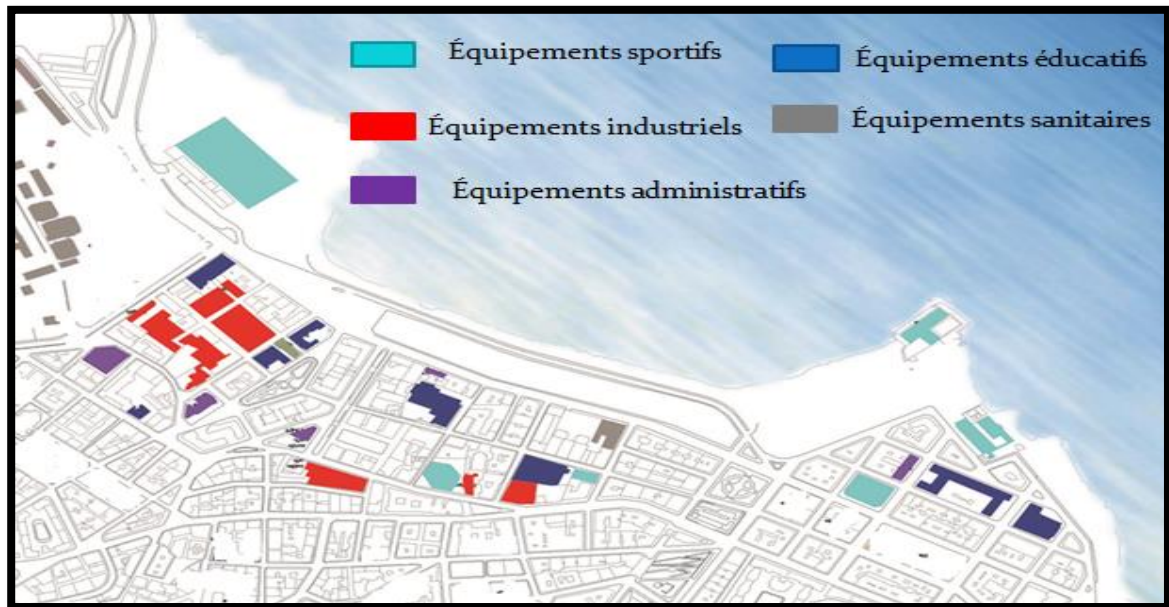 Équipements sportifs
Équipements éducatifs
Équipements industriels
Équipements sanitaires
Équipements administratifs